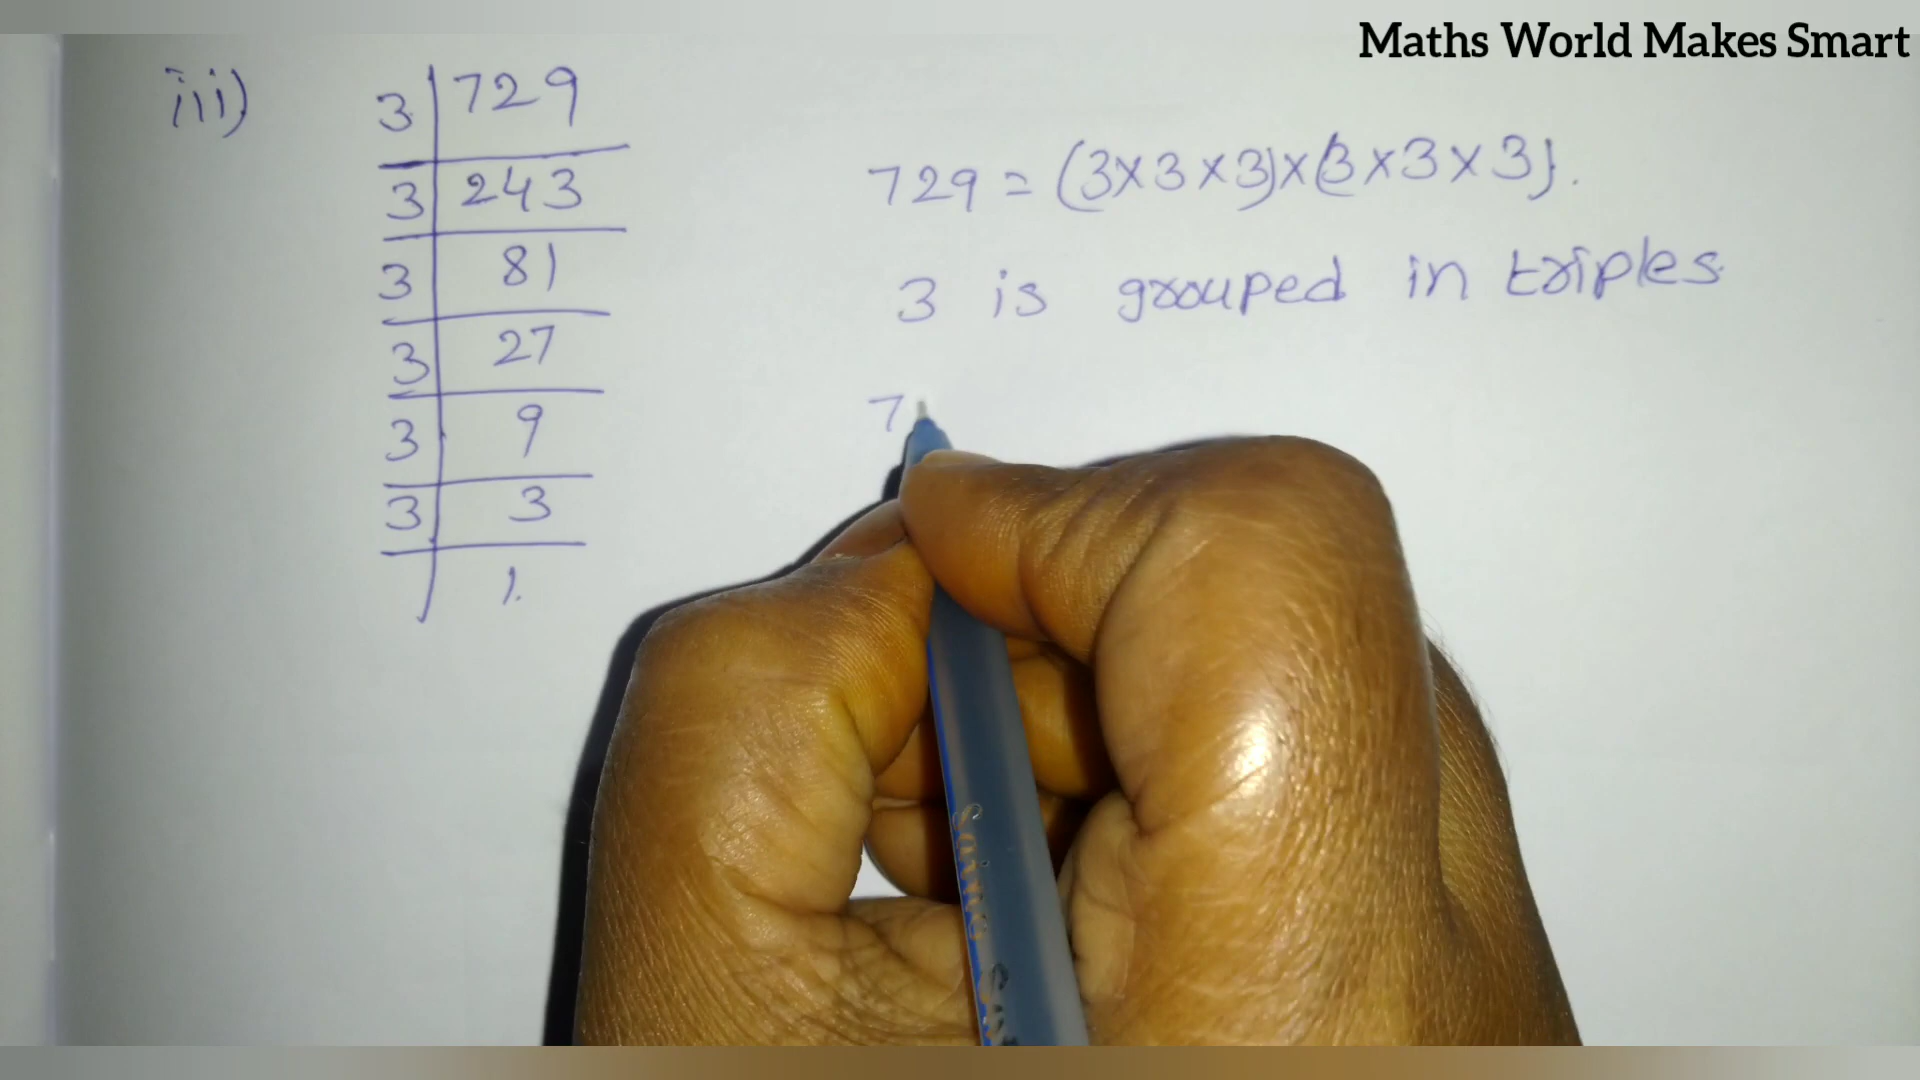 Maths World Makes Smart
iii)
3 | 729
3 | 243
3 | 81
3 | 27
3 | 9
3 | 3
1.
729 = (3×3×3)×(3×3×3).
3 is grouped in triples.
7